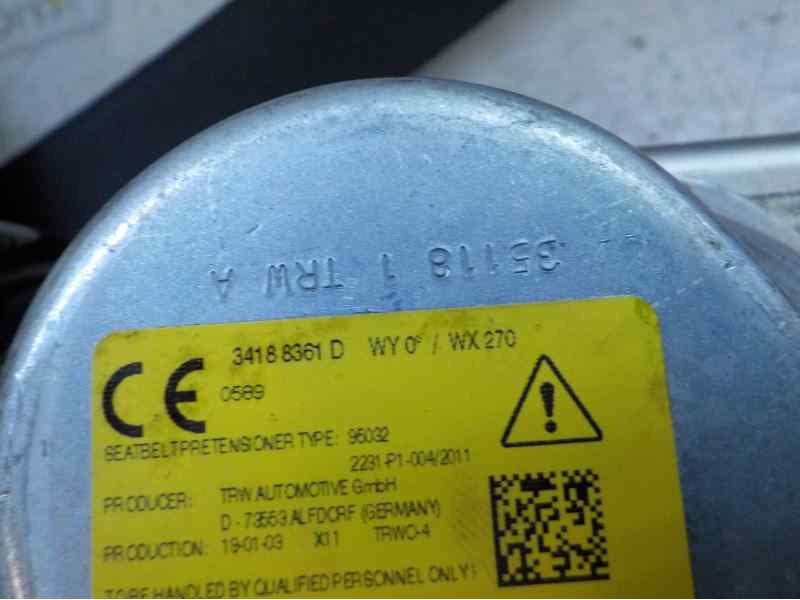 35118 1 TRW A
CE 3418 8361 D WY 0° / WX 270
0589
SEATBELTPRETENSIONER TYPE: 95032
2231-P1-004/2011
PRODUCER: TRW AUTOMOTIVE GmbH
D - 73553 ALFDORF (GERMANY)
PRODUCTION: 19-01-03 X11 TRWO-4
TO BE HANDLED BY QUALIFIED PERSONNEL ONLY!